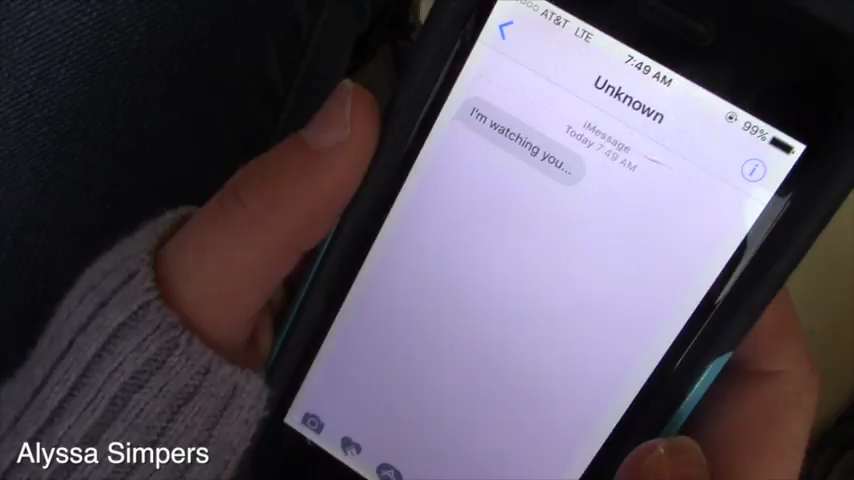 AT&T LTE
7:49 AM
99%
Unknown
iMessage
Today 7:49 AM
I'm watching you...
Alyssa Simpers